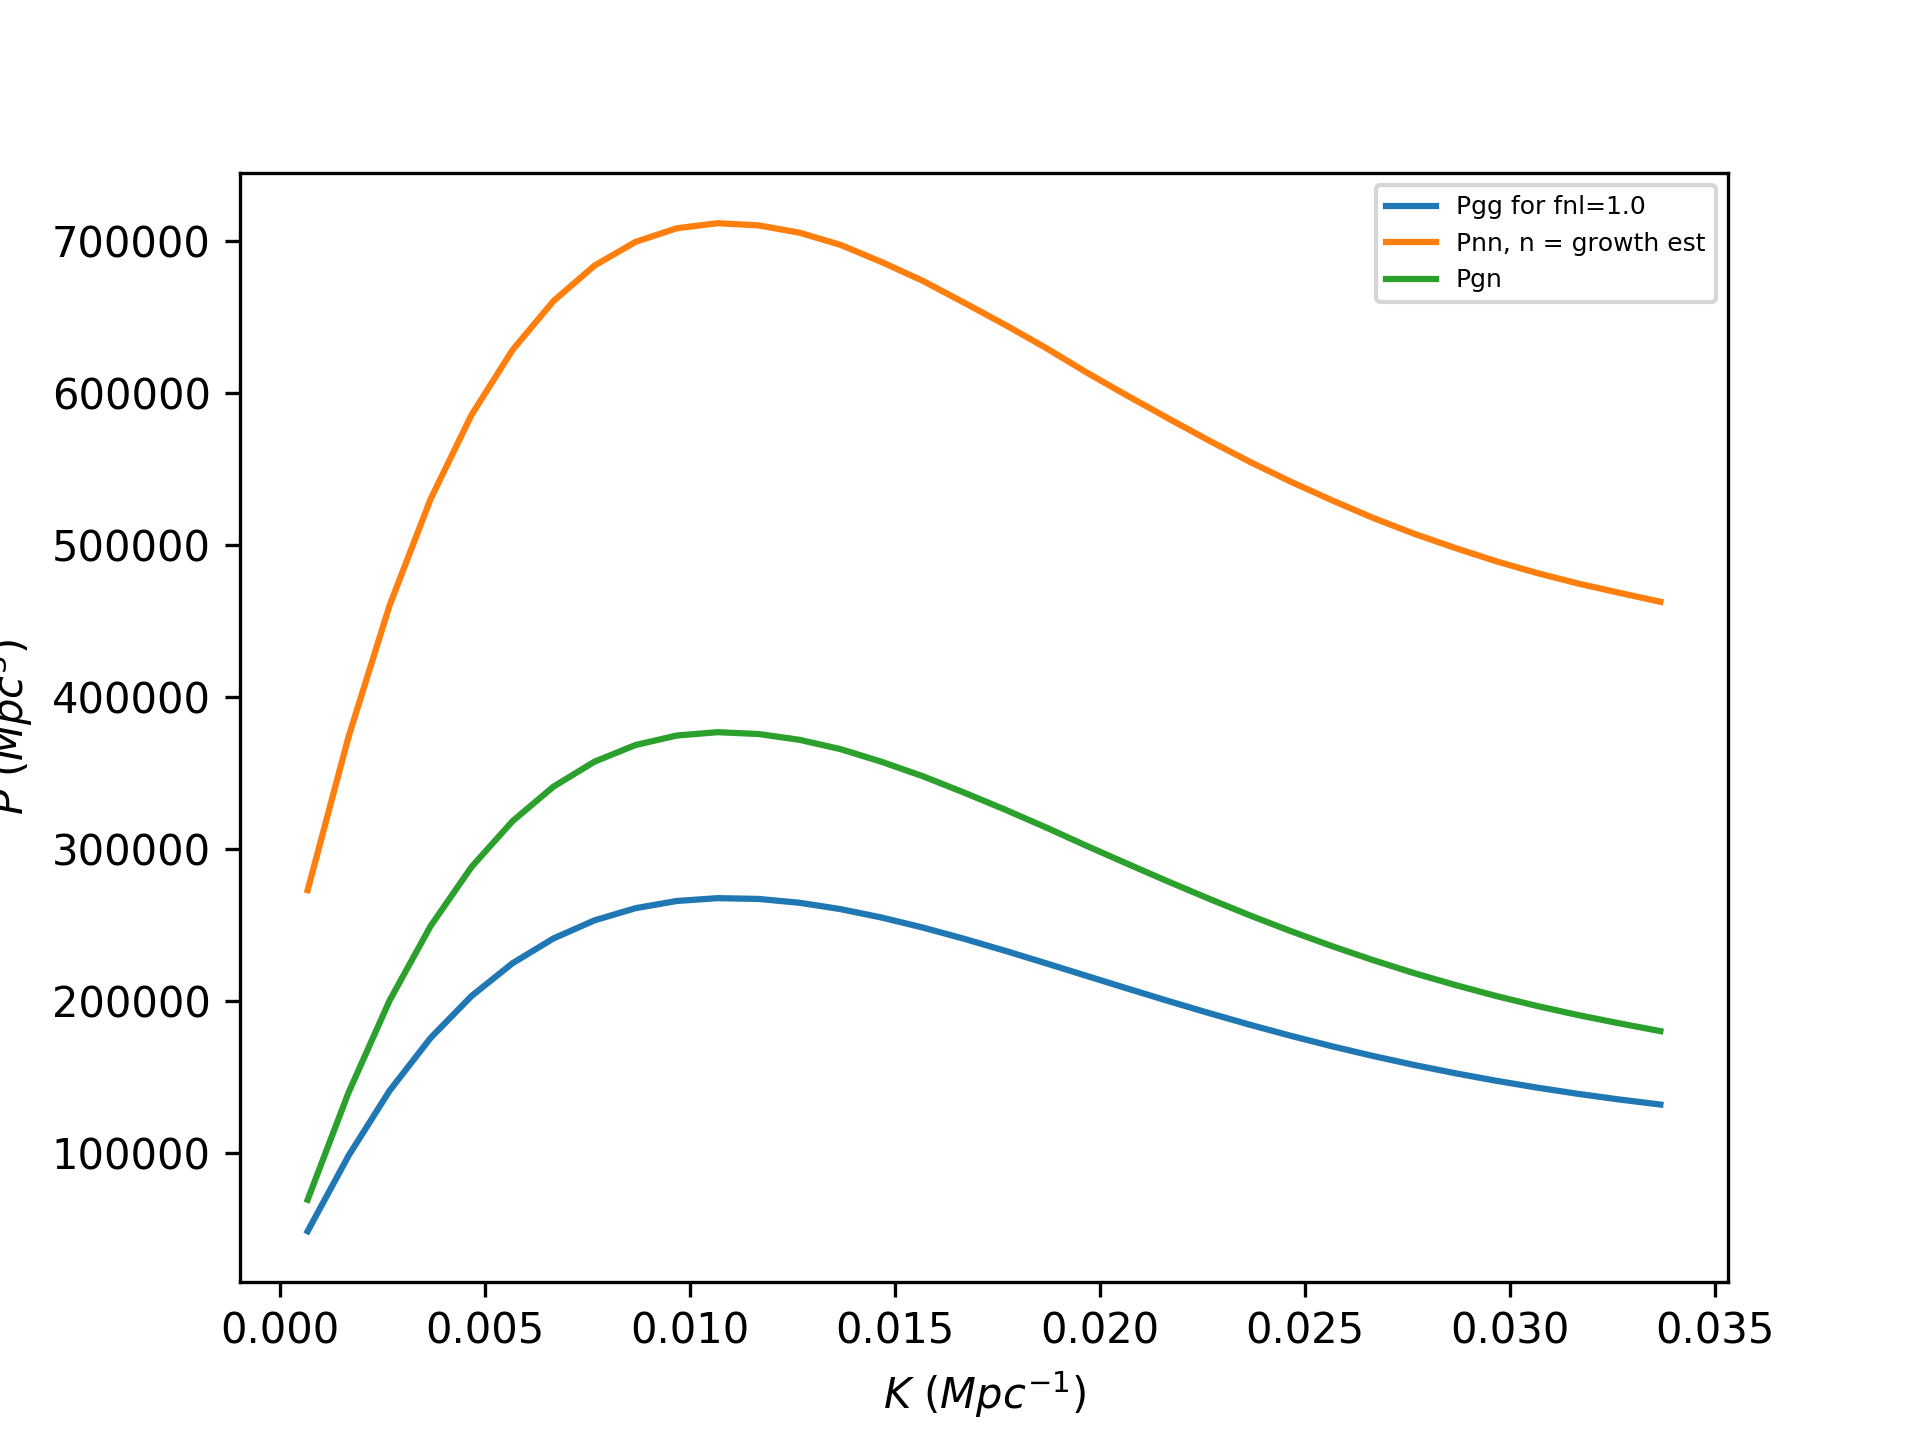 Pgg for fnl=1.0
Pnn, n = growth est
Pgn
700000
600000
500000
400000
300000
200000
100000
P (Mpc³)
0.000 0.005 0.010 0.015 0.020 0.025 0.030 0.035
K (Mpc⁻¹)